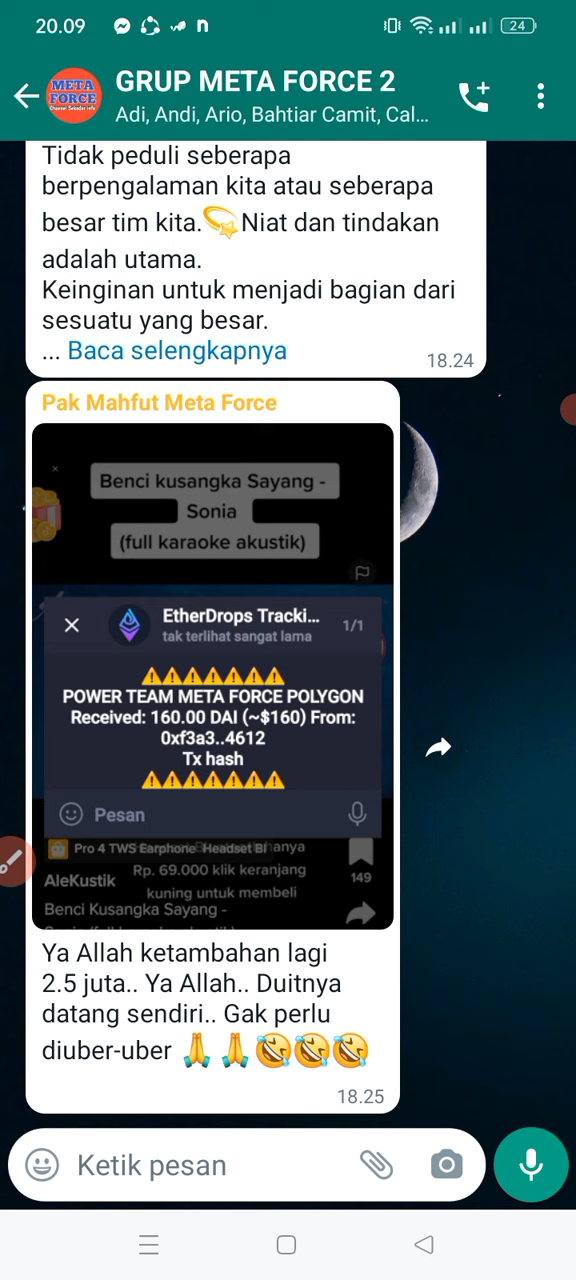 20.09
24
GRUP META FORCE 2
Adi, Andi, Ario, Bahtiar Camit, Cal...
META
FORCE
Channel Sekedar Info
Tidak peduli seberapa
berpengalaman kita atau seberapa
besar tim kita.💫Niat dan tindakan
adalah utama.
Keinginan untuk menjadi bagian dari
sesuatu yang besar.
... Baca selengkapnya
18.24
Pak Mahfut Meta Force
Benci kusangka Sayang -
Sonia
(full karaoke akustik)
EtherDrops Tracki...
1/1
tak terlihat sangat lama
⚠️⚠️⚠️⚠️⚠️⚠️⚠️
POWER TEAM META FORCE POLYGON
Received: 160.00 DAI (~$160) From:
0xf3a3..4612
Tx hash
⚠️⚠️⚠️⚠️⚠️⚠️⚠️
Pesan
Pro 4 TWS Earphone Headset Bl
hanya
Rp. 69.000 klik keranjang
kuning untuk membeli
149
AleKustik
Benci Kusangka Sayang -
Ya Allah ketambahan lagi
2.5 juta.. Ya Allah.. Duitnya
datang sendiri.. Gak perlu
diuber-uber 🙏 🙏 🤣🤣🤣
18.25
Ketik pesan